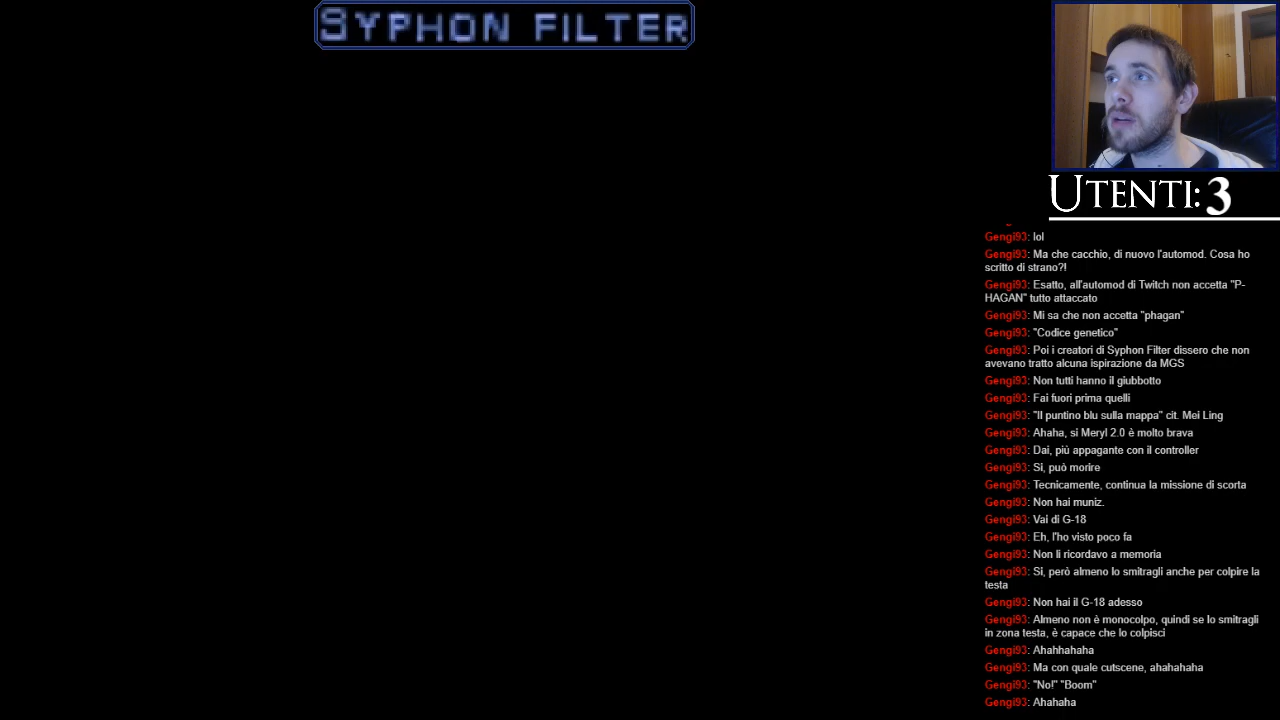 SYPHON FILTER
UTENTI: 3
Gengi93: lol
Gengi93: Ma che cacchio, di nuovo l'automod. Cosa ho
scritto di strano?!
Gengi93: Esatto, all'automod di Twitch non accetta "P-
HAGAN" tutto attaccato
Gengi93: Mi sa che non accetta "phagan"
Gengi93: "Codice genetico"
Gengi93: Poi i creatori di Syphon Filter dissero che non
avevano tratto alcuna ispirazione da MGS
Gengi93: Non tutti hanno il giubbotto
Gengi93: Fai fuori prima quelli
Gengi93: "Il puntino blu sulla mappa" cit. Mei Ling
Gengi93: Ahaha, si Meryl 2.0 è molto brava
Gengi93: Dai, più appagante con il controller
Gengi93: Si, può morire
Gengi93: Tecnicamente, continua la missione di scorta
Gengi93: Non hai muniz.
Gengi93: Vai di G-18
Gengi93: Eh, l'ho visto poco fa
Gengi93: Non li ricordavo a memoria
Gengi93: Si, però almeno lo smitragli anche per colpire la
testa
Gengi93: Non hai il G-18 adesso
Gengi93: Almeno non è monocolpo, quindi se lo smitragli
in zona testa, è capace che lo colpisci
Gengi93: Ahahhahaha
Gengi93: Ma con quale cutscene, ahahahaha
Gengi93: "No!" "Boom"
Gengi93: Ahahaha